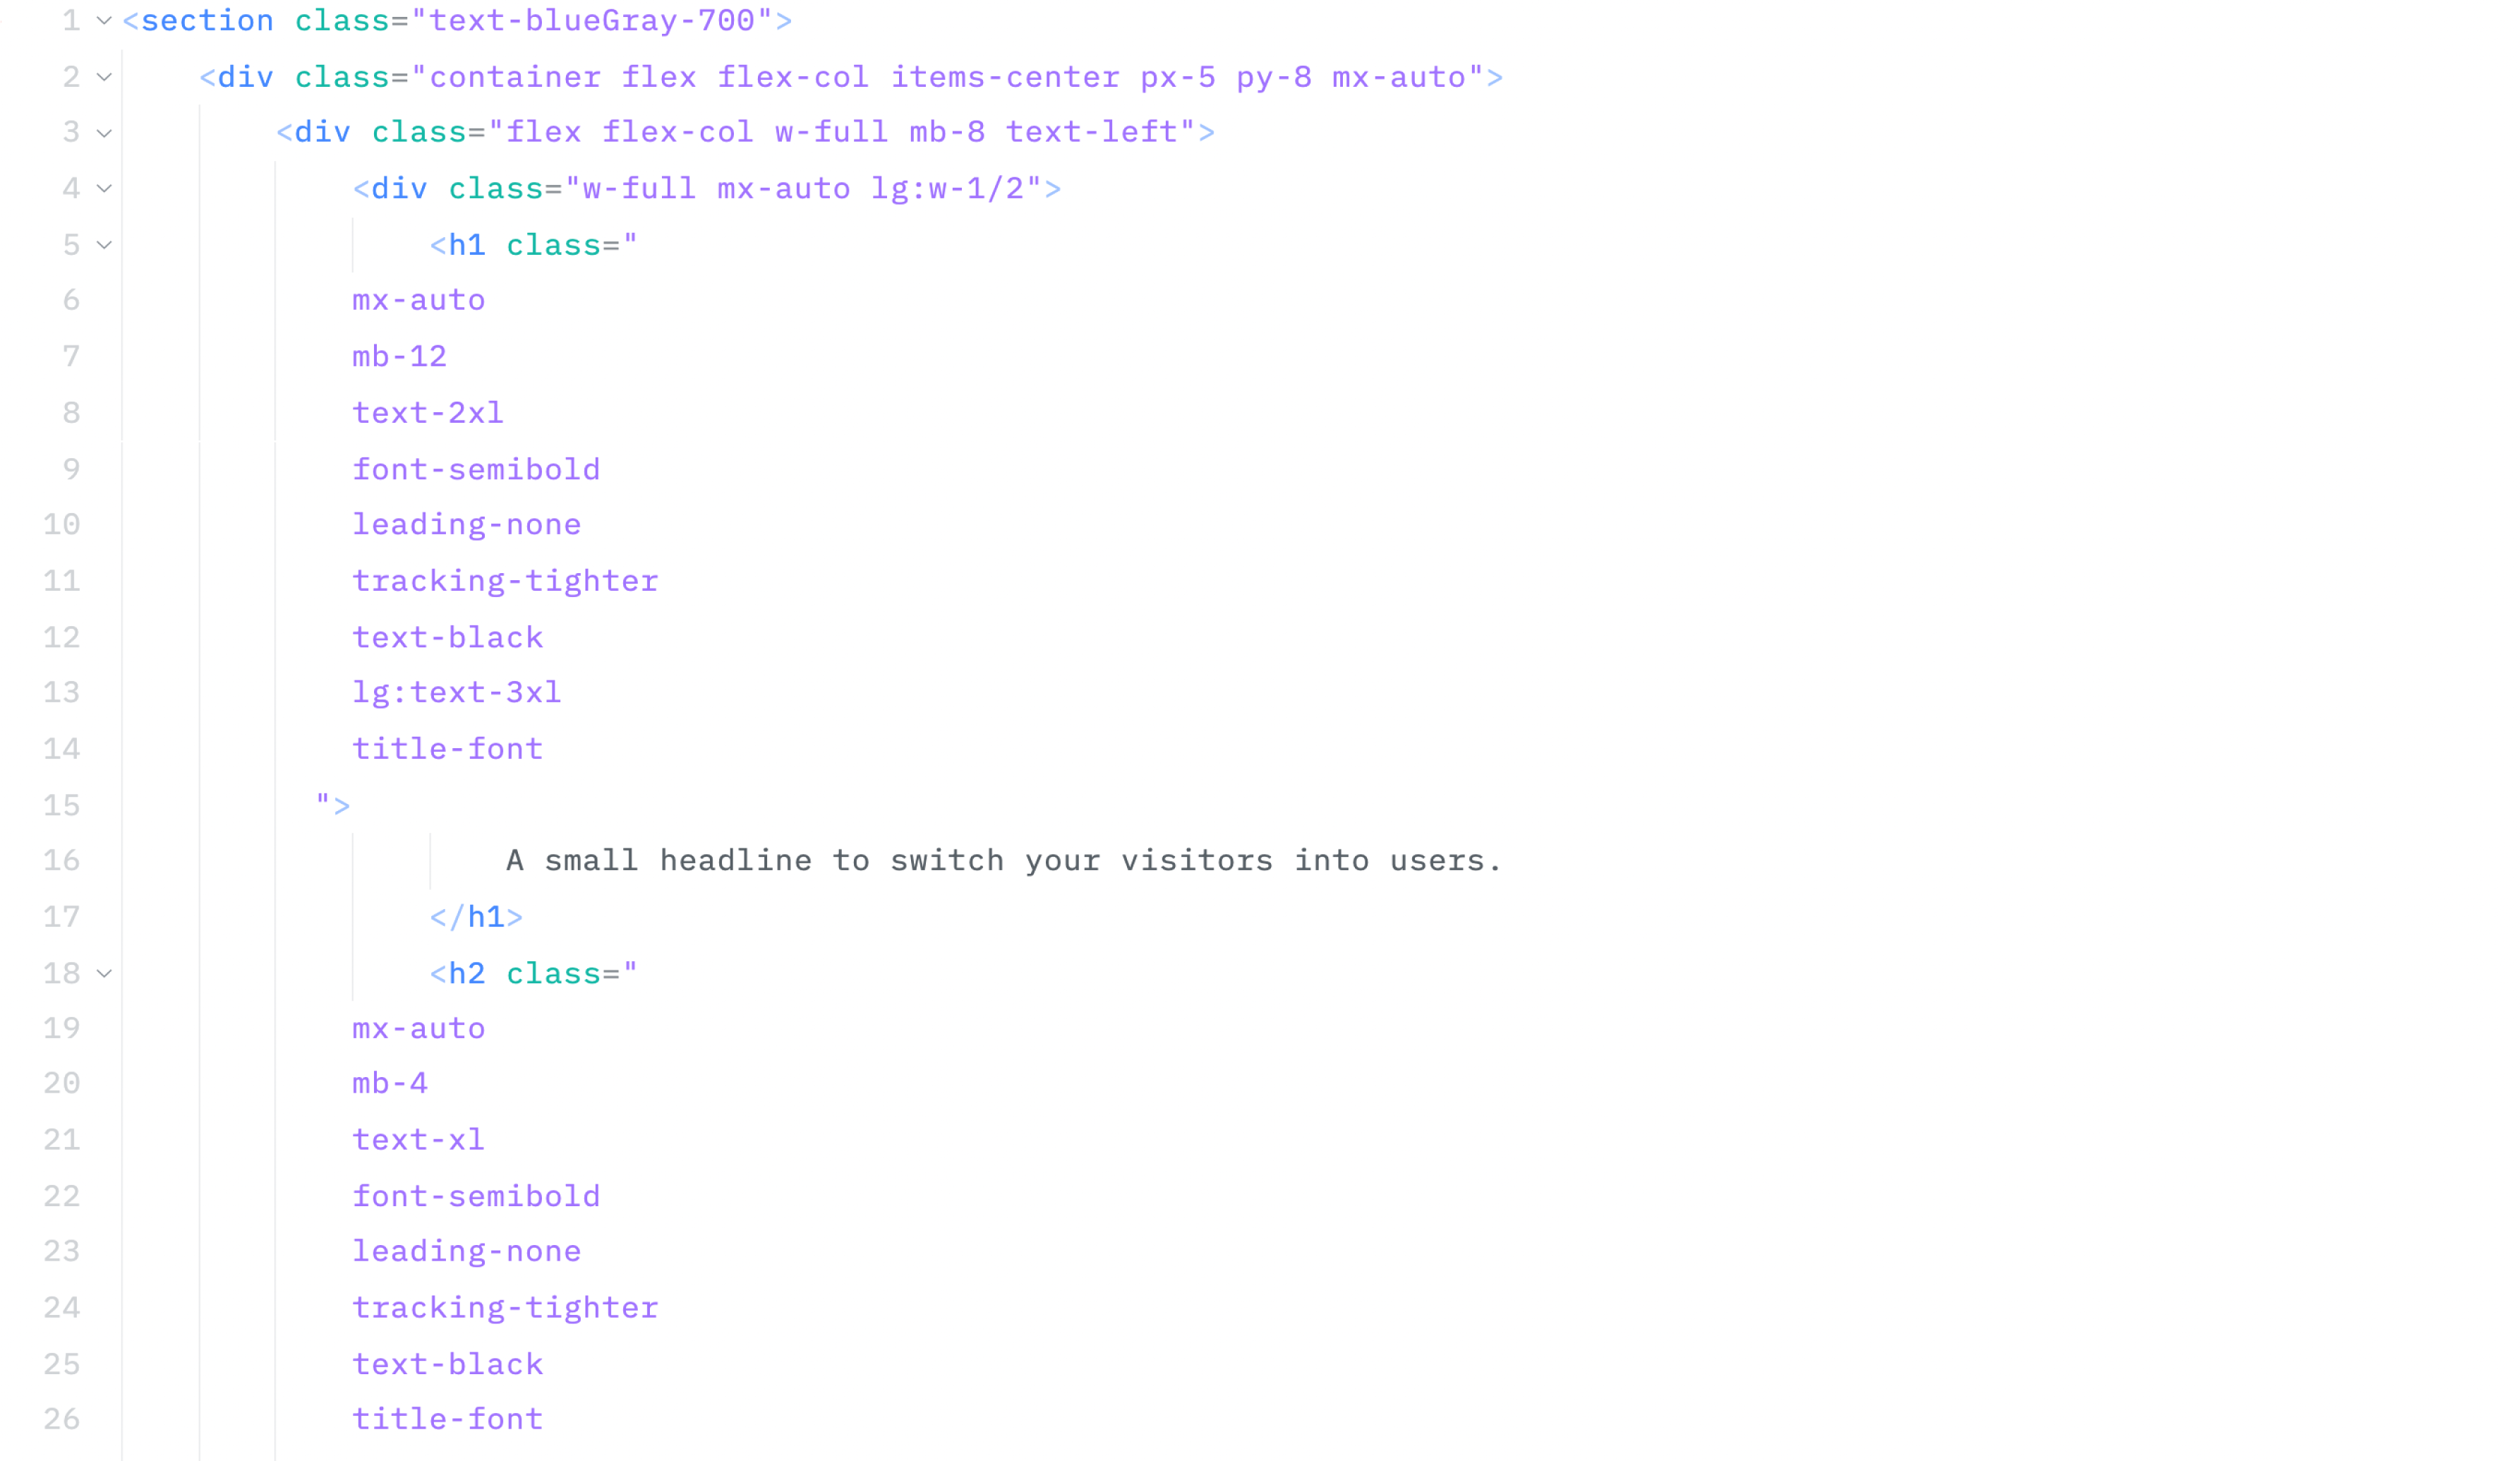 1 <section class="text-blueGray-700">
2 <div class="container flex flex-col items-center px-5 py-8 mx-auto">
3 <div class="flex flex-col w-full mb-8 text-left">
4 <div class="w-full mx-auto lg:w-1/2">
5 <h1 class="
6 mx-auto
7 mb-12
8 text-2xl
9 font-semibold
10 leading-none
11 tracking-tighter
12 text-black
13 lg:text-3xl
14 title-font
15 ">
16 A small headline to switch your visitors into users.
17 </h1>
18 <h2 class="
19 mx-auto
20 mb-4
21 text-xl
22 font-semibold
23 leading-none
24 tracking-tighter
25 text-black
26 title-font